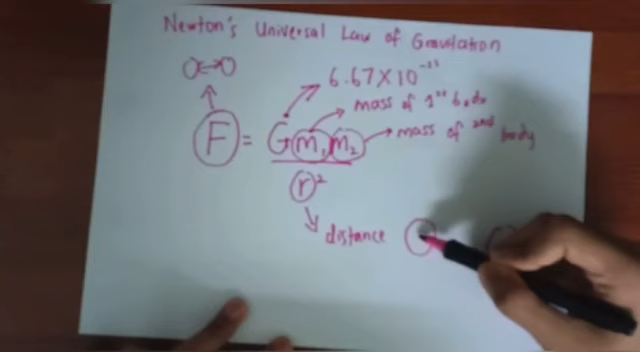 Newton's Universal Law of Gravitation
6.67×10⁻¹¹
mass of 1ˢᵗ body
F = G m₁ m₂
mass of 2nd body
r²
distance